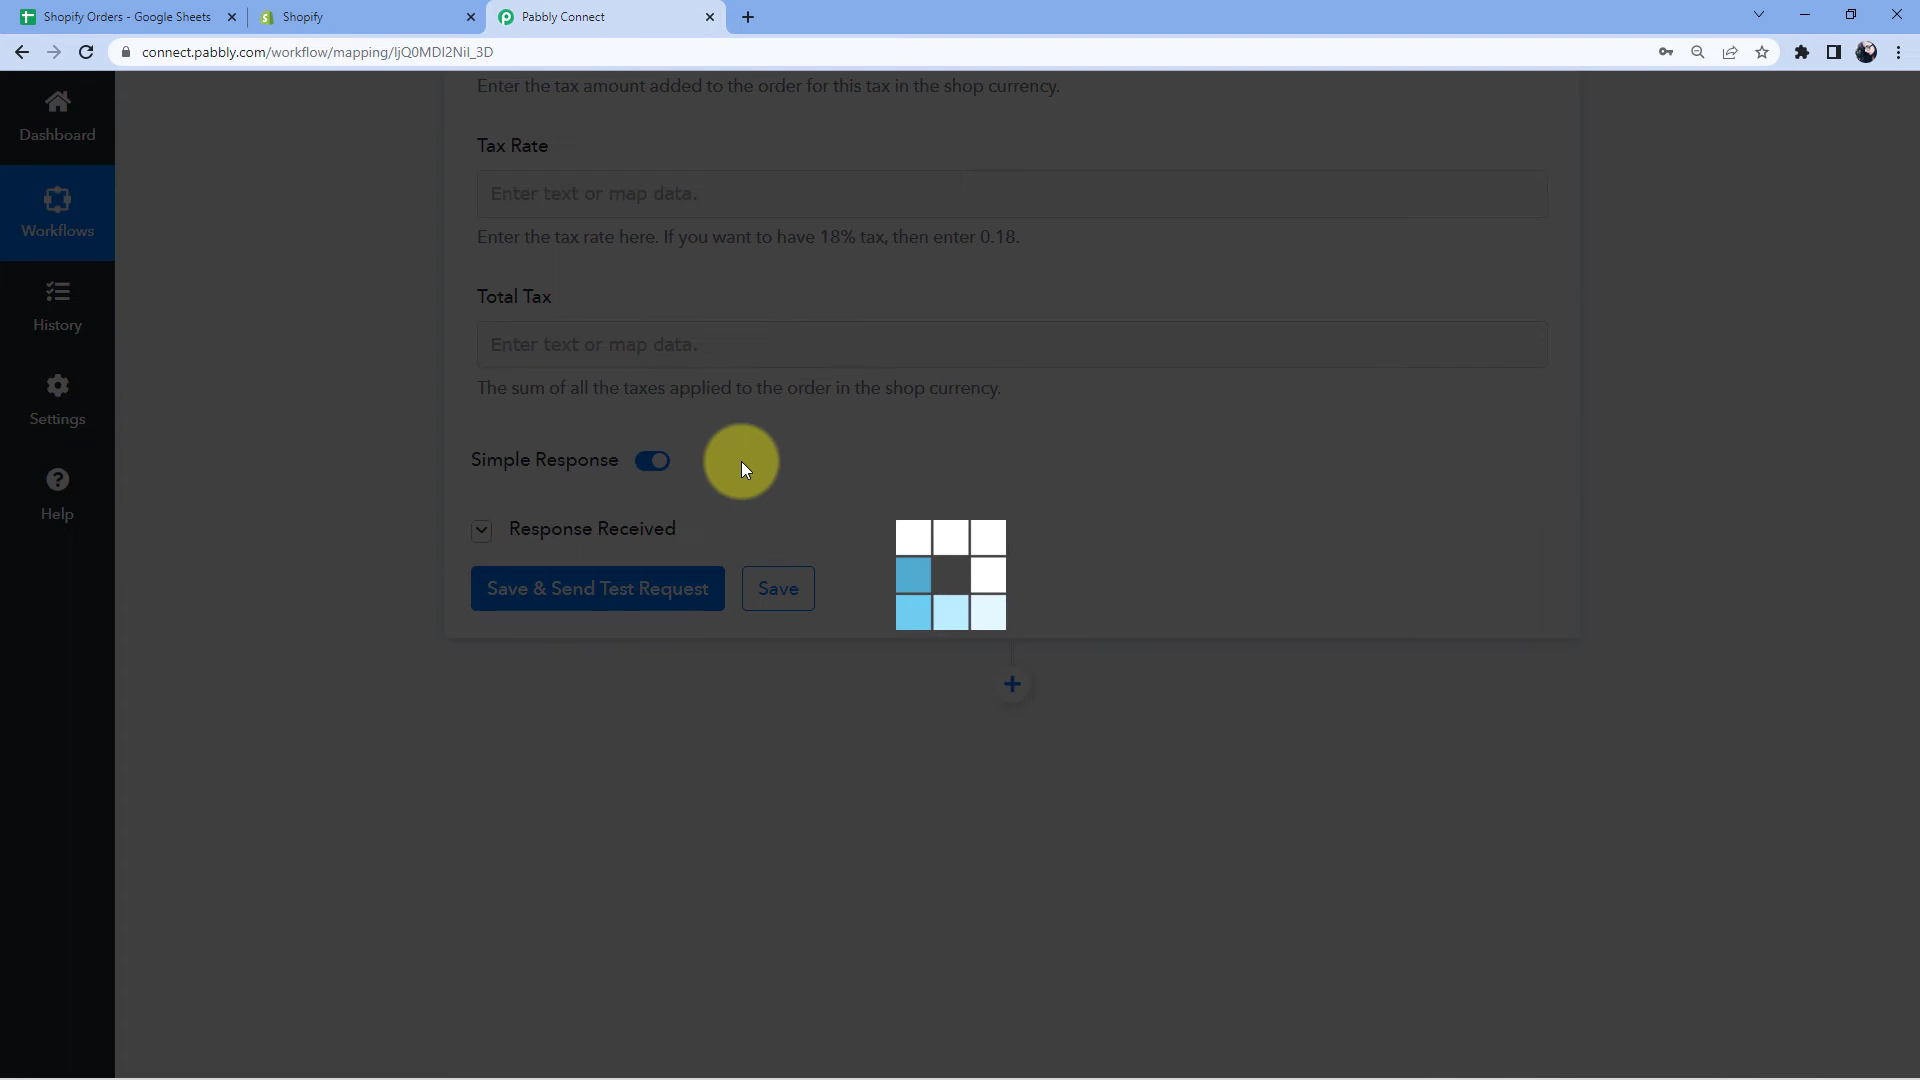 Shopify Orders - Google Sheets
Shopify
Pabbly Connect
connect.pabbly.com/workflow/mapping/IjQ0MDI2NiI_3D
Dashboard
Workflows
History
Settings
Help
Enter the tax amount added to the order for this tax in the shop currency.
Tax Rate
Enter text or map data.
Enter the tax rate here. If you want to have 18% tax, then enter 0.18.
Total Tax
Enter text or map data.
The sum of all the taxes applied to the order in the shop currency.
Simple Response
Response Received
Save & Send Test Request
Save